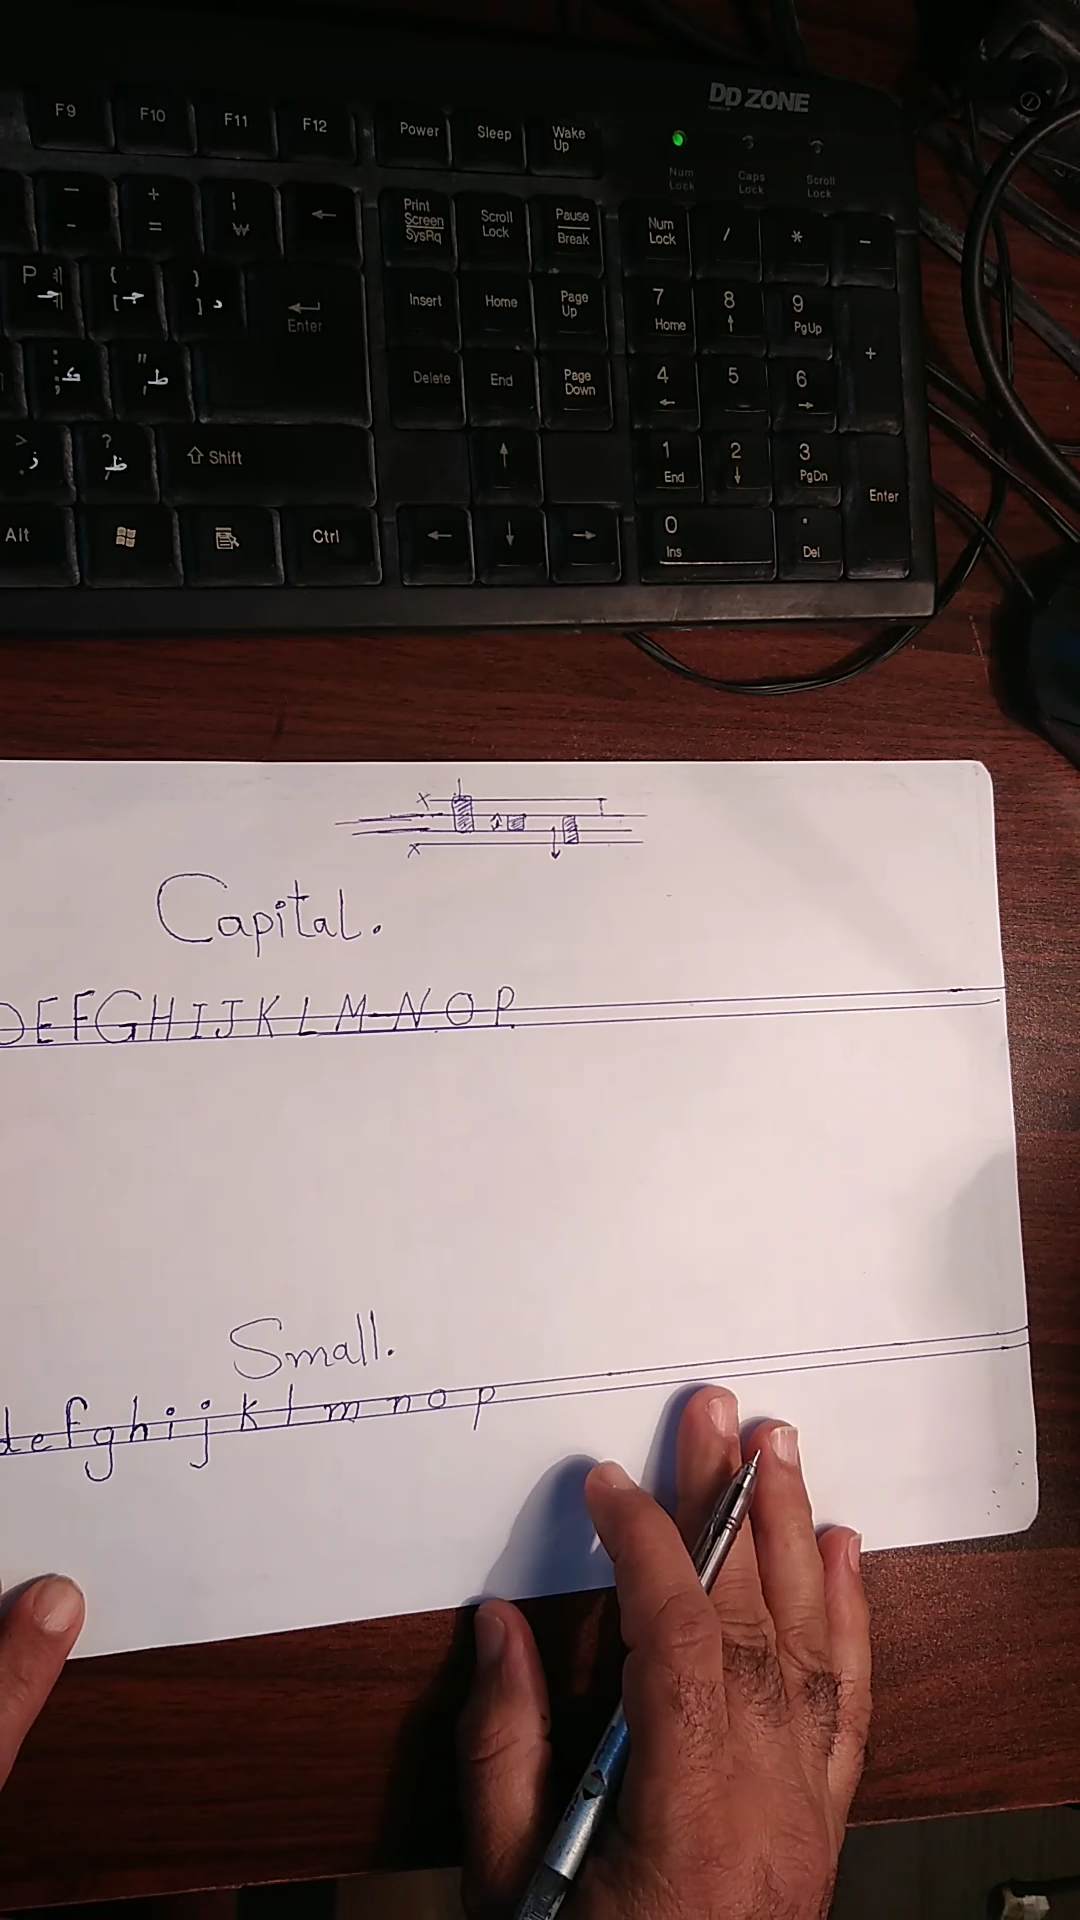 DD ZONE
F9 F10 F11 F12 Power Sleep Wake Up
Num Lock Caps Lock Scroll Lock
— - + = ¦ ₩ ← Print Screen SysRq Scroll Lock Pause Break Num Lock / * −
P ㅔ ㅖ { [ } ] د Enter Insert Home Page Up 7 Home 8 ↑ 9 PgUp +
: ; ك " ' ط Delete End Page Down 4 ← 5 6 →
> . ز ? ظ ⇧ Shift ↑ 1 End 2 ↓ 3 PgDn Enter
Alt Ctrl ← ↓ → 0 Ins . Del
x
x
Capital.
DEFGHIJKLMNOP
Small.
defghijklmnop